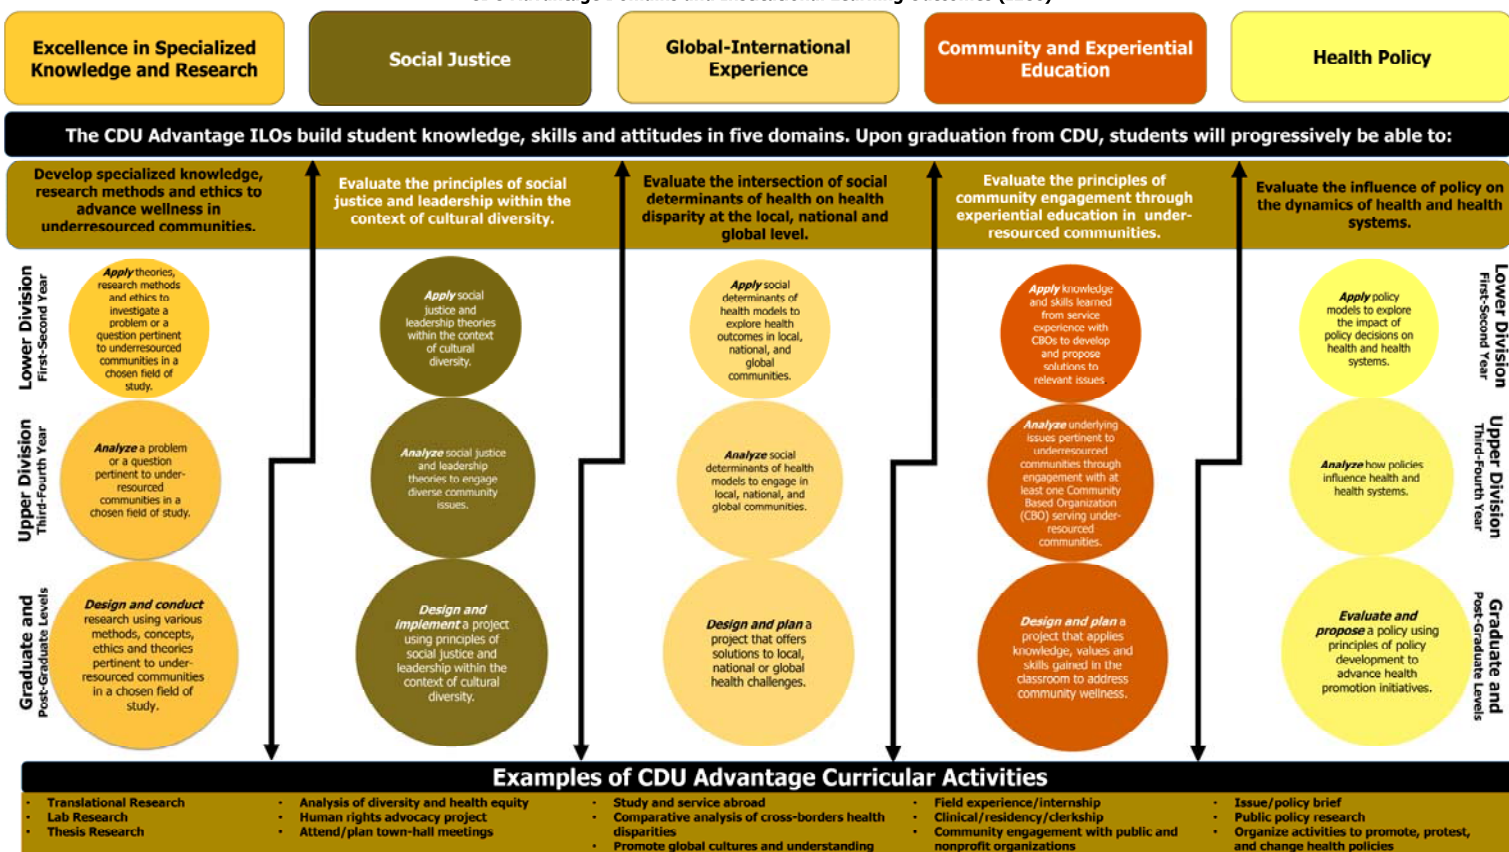 CDU Advantage Domains and Institutional Learning Outcomes (ILOs)
Excellence in Specialized
Knowledge and Research
Social Justice
Global-International
Experience
Community and Experiential
Education
Health Policy
The CDU Advantage ILOs build student knowledge, skills and attitudes in five domains. Upon graduation from CDU, students will progressively be able to:
Develop specialized knowledge,
research methods and ethics to
advance wellness in
underresourced communities.
Evaluate the principles of social
justice and leadership within the
context of cultural diversity.
Evaluate the intersection of social
determinants of health on health
disparity at the local, national and
global level.
Evaluate the principles of
community engagement through
experiential education in under-
resourced communities.
Evaluate the influence of policy on
the dynamics of health and health
systems.
Lower Division
First-Second Year
Apply theories,
research methods
and ethics to
investigate a
problem or a
question pertinent
to underresourced
communities in a
chosen field of
study.
Apply social
justice and
leadership theories
within the context
of cultural
diversity.
Apply social
determinants of
health models to
explore health
outcomes in local,
national, and
global
communities.
Apply knowledge
and skills learned
from service
experience with
CBOs to develop
and propose
solutions to
relevant issues
Apply policy
models to explore
the impact of
policy decisions on
health and health
systems.
Lower Division
First-Second Year
Upper Division
Third-Fourth Year
Analyze a problem
or a question
pertinent to under-
resourced
communities in a
chosen field of study.
Analyze social justice
and leadership
theories to engage
diverse community
issues.
Analyze social
determinants of health
models to engage in
local, national, and
global communities.
Analyze underlying
issues pertinent to
underresourced
communities through
engagement with at
least one Community
Based Organization
(CBO) serving under-
resourced
communities.
Analyze how policies
influence health and
health systems.
Upper Division
Third-Fourth Year
Graduate and
Post-Graduate Levels
Design and conduct
research using various
methods, concepts,
ethics and theories
pertinent to under-
resourced communities
in a chosen field of
study.
Design and
implement a project
using principles of
social justice and
leadership within the
context of cultural
diversity.
Design and plan a
project that offers
solutions to local,
national or global
health challenges.
Design and plan a
project that applies
knowledge, values and
skills gained in the
classroom to address
community wellness.
Evaluate and
propose a policy using
principles of policy
development to
advance health
promotion initiatives.
Graduate and
Post-Graduate Levels
Examples of CDU Advantage Curricular Activities
· Translational Research
· Lab Research
· Thesis Research
· Analysis of diversity and health equity
· Human rights advocacy project
· Attend/plan town-hall meetings
· Study and service abroad
· Comparative analysis of cross-borders health
disparities
· Promote global cultures and understanding
· Field experience/internship
· Clinical/residency/clerkship
· Community engagement with public and
nonprofit organizations
· Issue/policy brief
· Public policy research
· Organize activities to promote, protest,
and change health policies